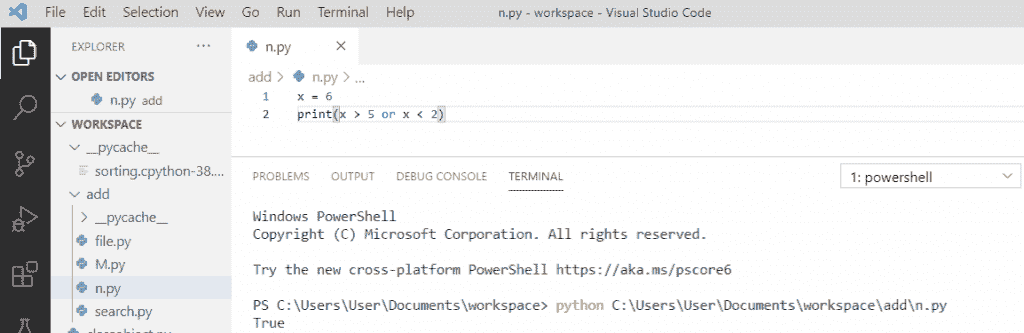 File Edit Selection View Go Run Terminal Help n.py - workspace - Visual Studio Code
EXPLORER ...
OPEN EDITORS
n.py add
WORKSPACE
__pycache__
sorting.cpython-38....
add
__pycache__
file.py
M.py
n.py
search.py
n.py
add > n.py > ...
1 x = 6
2 print(x > 5 or x < 2)
PROBLEMS OUTPUT DEBUG CONSOLE TERMINAL 1: powershell
Windows PowerShell
Copyright (C) Microsoft Corporation. All rights reserved.
Try the new cross-platform PowerShell https://aka.ms/pscore6
PS C:\Users\User\Documents\workspace> python C:\Users\User\Documents\workspace\add\n.py
True